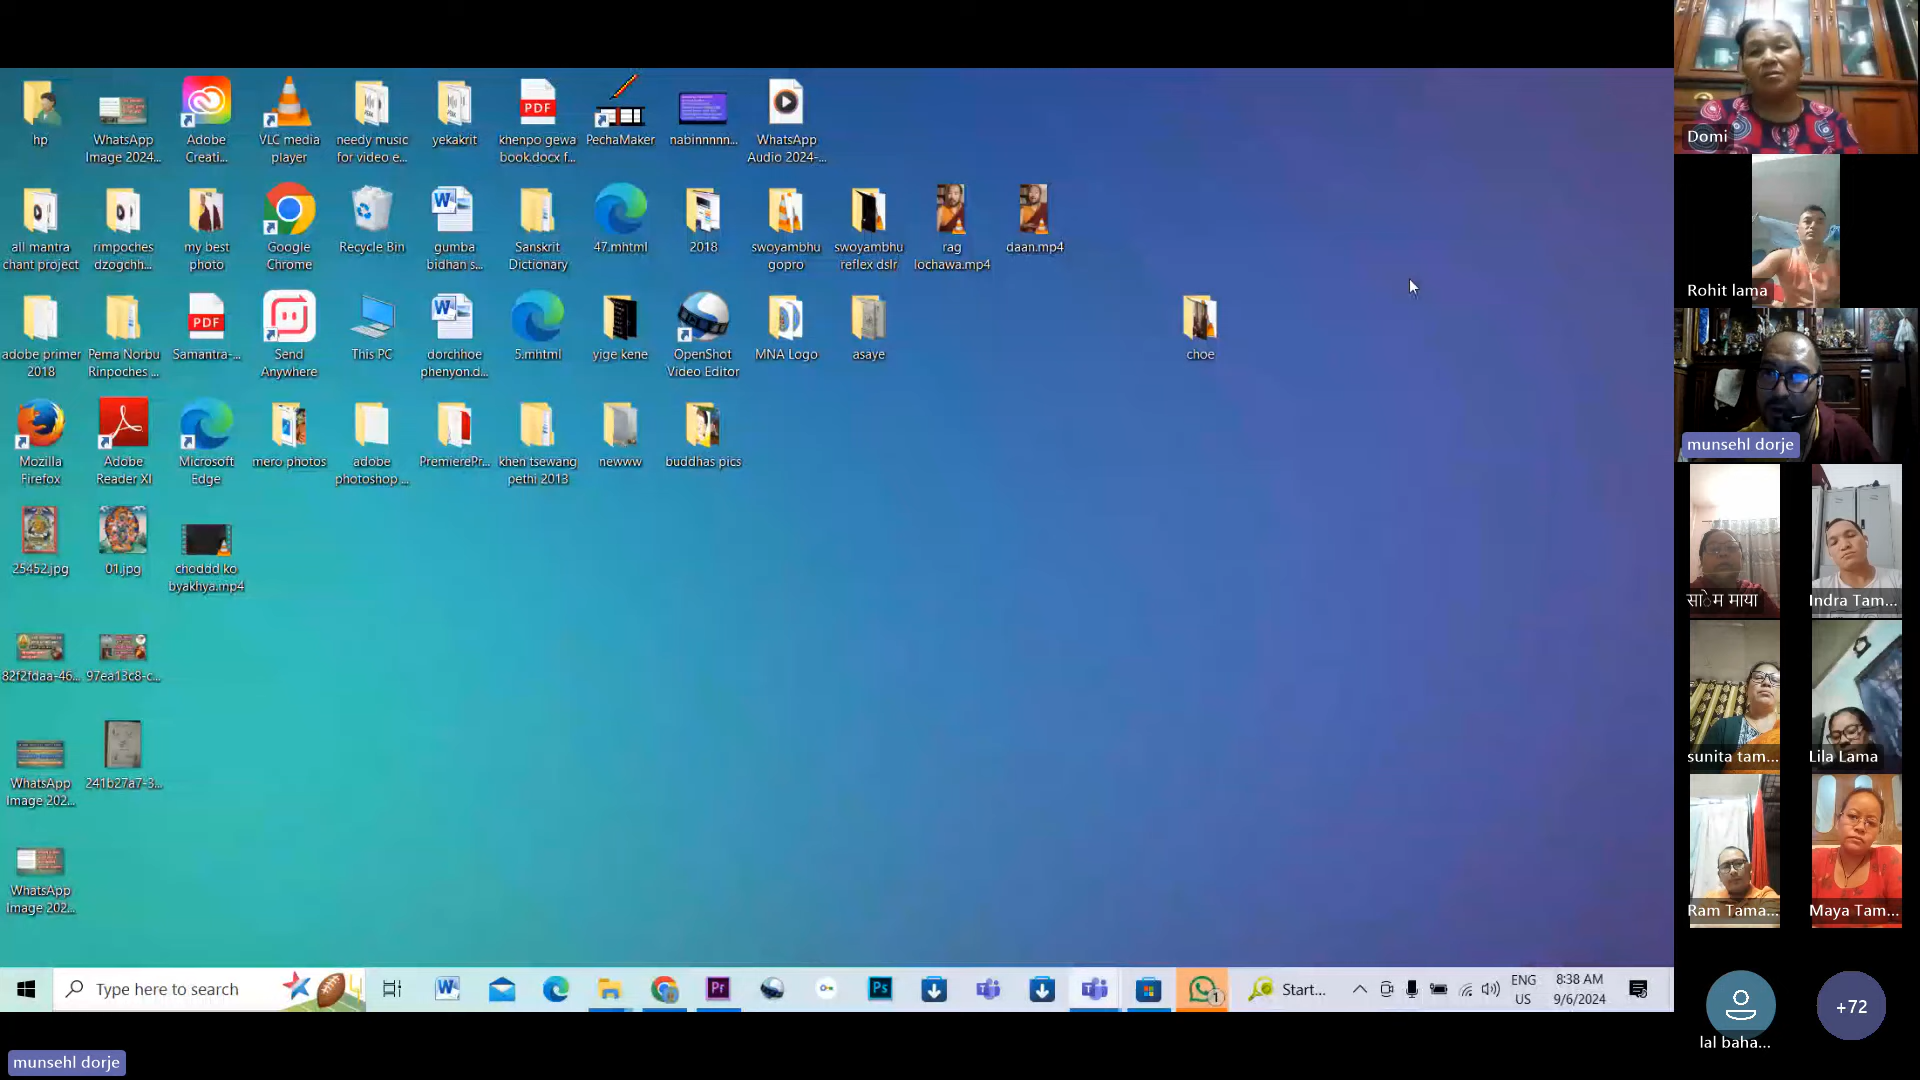 hp
WhatsApp
Image 2024...
Adobe
Creati...
VLC media
player
needy music
for video e...
yekakrit
PDF
khenpo gewa
book.docx f...
PechaMaker
nabinnnnn...
WhatsApp
Audio 2024-...
all mantra
chant project
rimpoches
dzogchh...
my best
photo
Google
Chrome
Recycle Bin
gumba
bidhan s...
Sanskrit
Dictionary
47.mhtml
2018
swoyambhu
gopro
swoyambhu
reflex dslr
rag
lochawa.mp4
daan.mp4
adobe primer
2018
Pema Norbu
Rinpoches ...
PDF
Samantra-...
Send
Anywhere
This PC
dorchhoe
phenyon.d...
5.mhtml
yige kene
OpenShot
Video Editor
MNA Logo
asaye
choe
Mozilla
Firefox
Adobe
Reader XI
Microsoft
Edge
mero photos
adobe
photoshop ...
PremierePr...
khen tsewang
pethi 2013
newww
buddhas pics
25452.jpg
01.jpg
choddd ko
byakhya.mp4
82f2fdaa-46...
97ea13c8-c...
WhatsApp
Image 202...
241b27a7-3...
WhatsApp
Image 202...
Type here to search
Pr
Ps
1
Start...
ENG
US
8:38 AM
9/6/2024
munsehl dorje
Domi
Rohit lama
munsehl dorje
साेम माया
Indra Tam...
sunita tam...
Lila Lama
Ram Tama...
Maya Tam...
lal baha...
+72